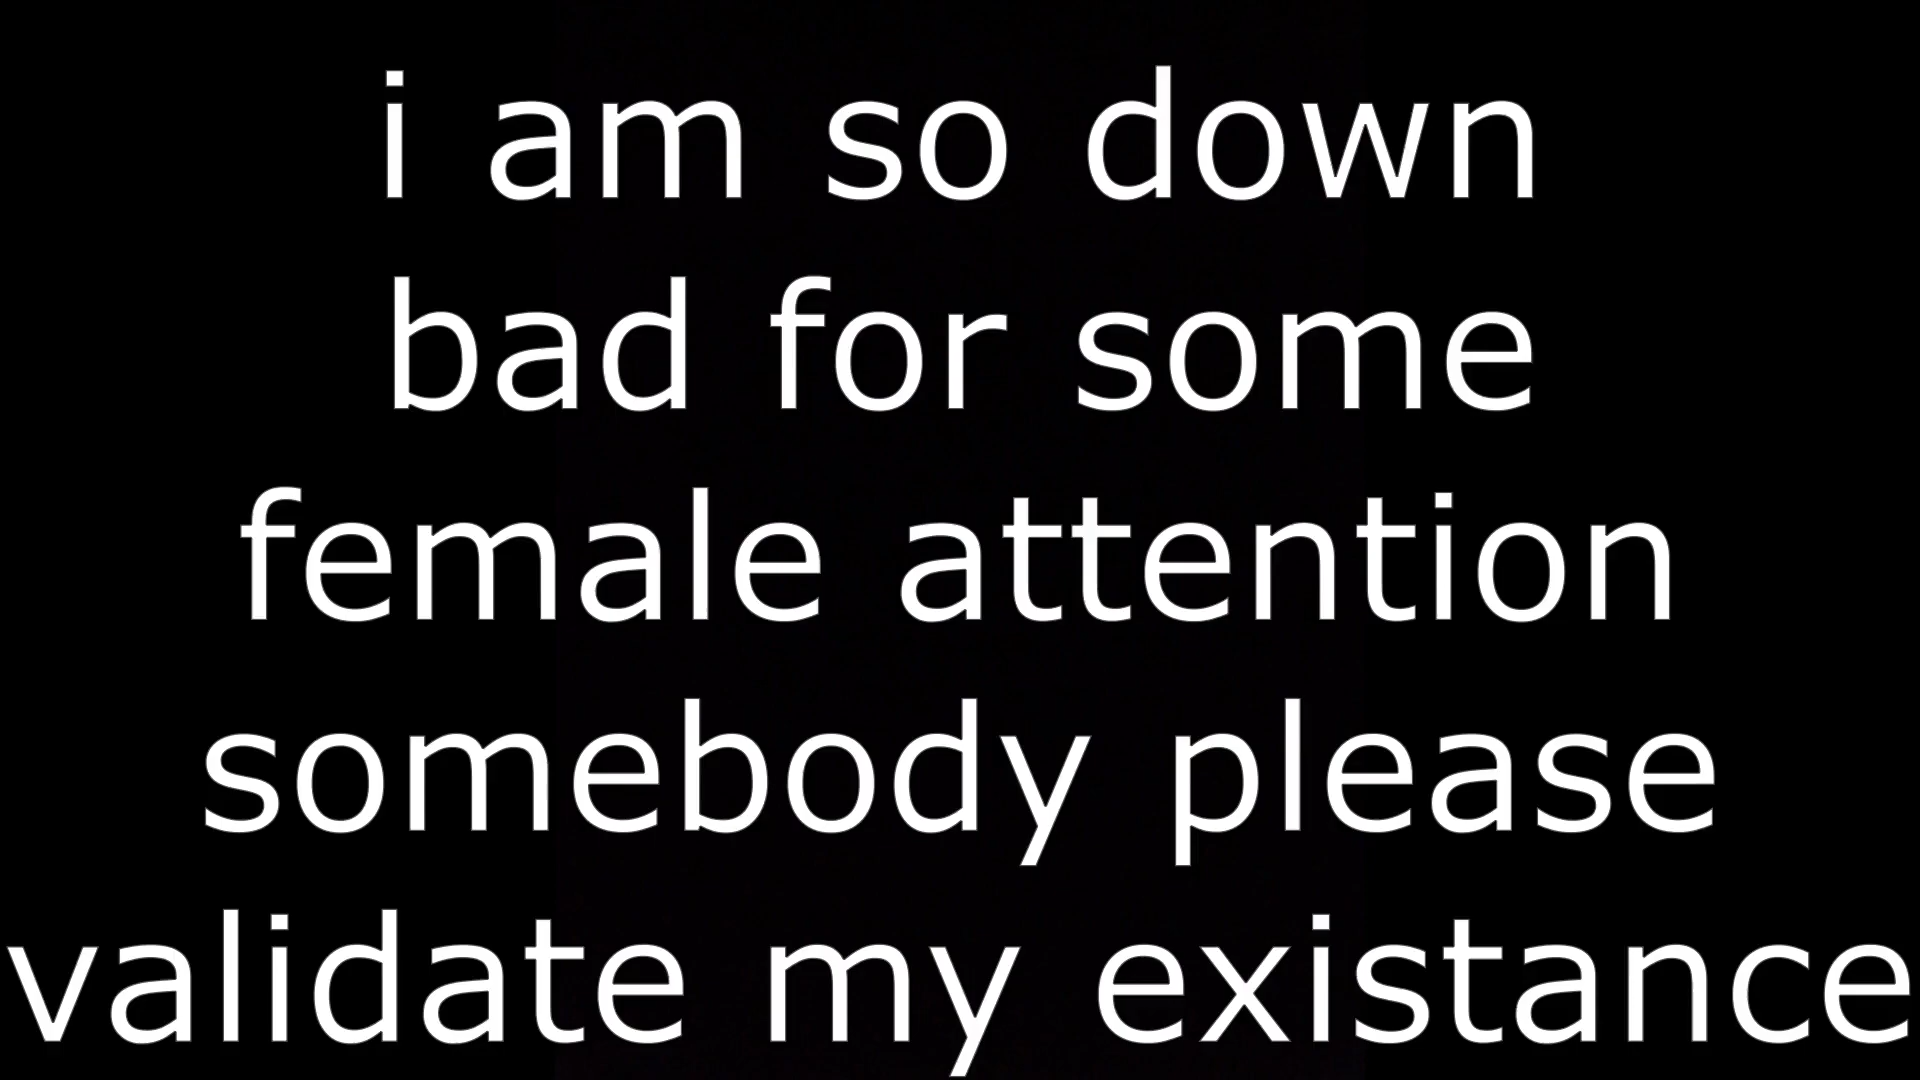 i am so down
bad for some
female attention
somebody please
validate my existance